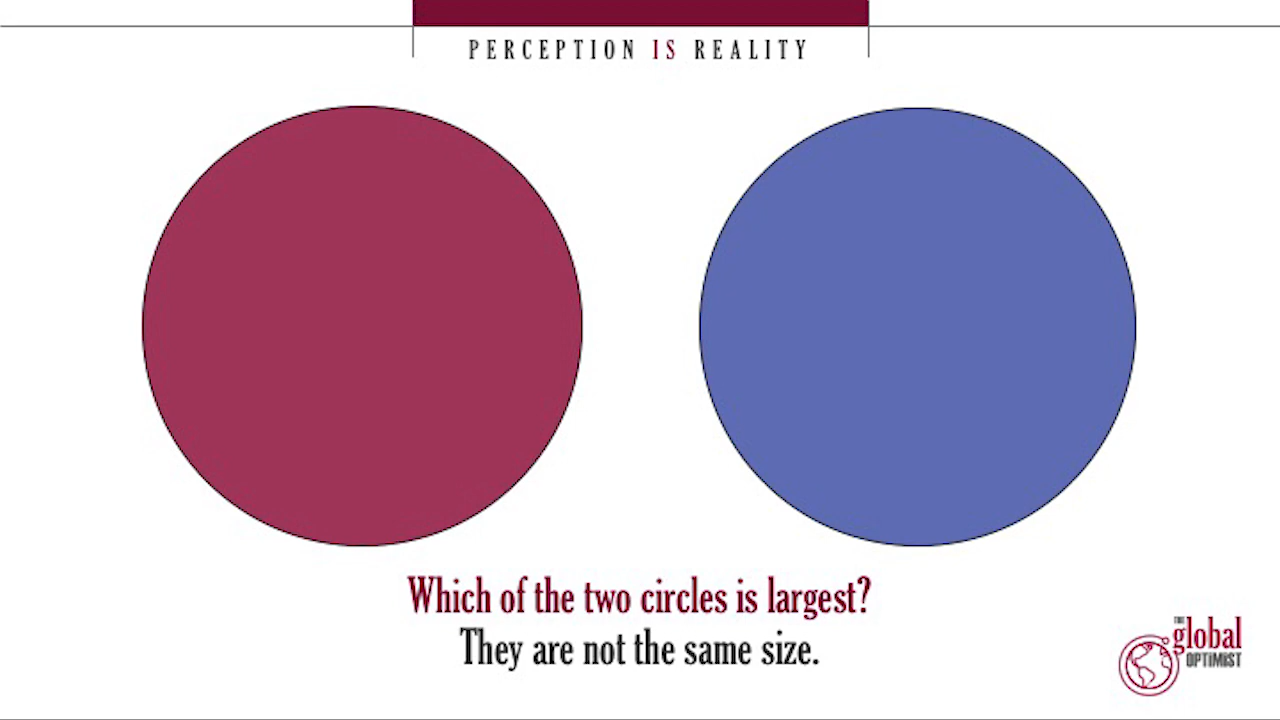 PERCEPTION IS REALITY
Which of the two circles is largest?
They are not the same size.
THE
global
OPTIMIST